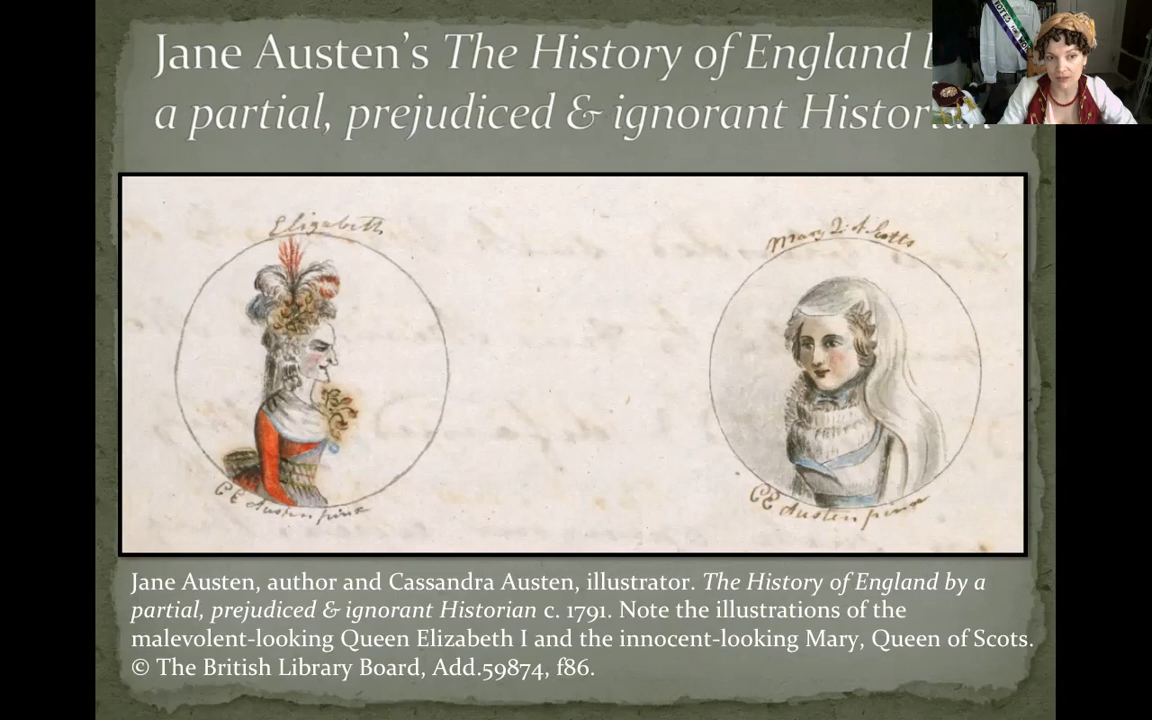 Jane Austen’s The History of England
a partial, prejudiced & ignorant Historian
Elizabeth
Mary Q. of Scotts
CE Austen pinx
CE Austen pinx
Jane Austen, author and Cassandra Austen, illustrator. The History of England by a
partial, prejudiced & ignorant Historian c. 1791. Note the illustrations of the
malevolent-looking Queen Elizabeth I and the innocent-looking Mary, Queen of Scots.
© The British Library Board, Add.59874, f86.